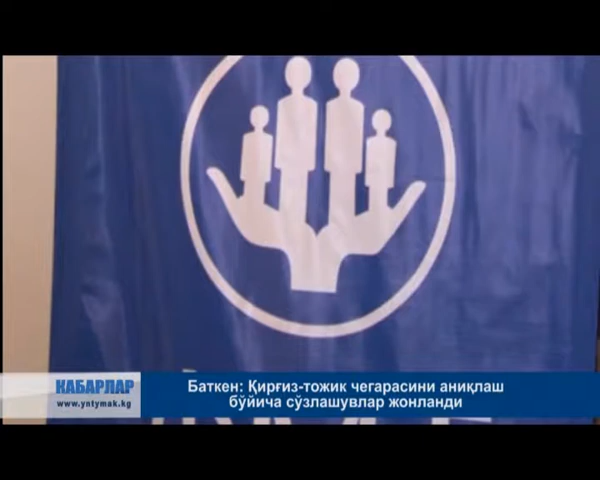 КАБАРЛАР
www.yntymak.kg
Баткен: Қирғиз-тожик чегарасини аниқлаш
бўйича сўзлашувлар жонланди